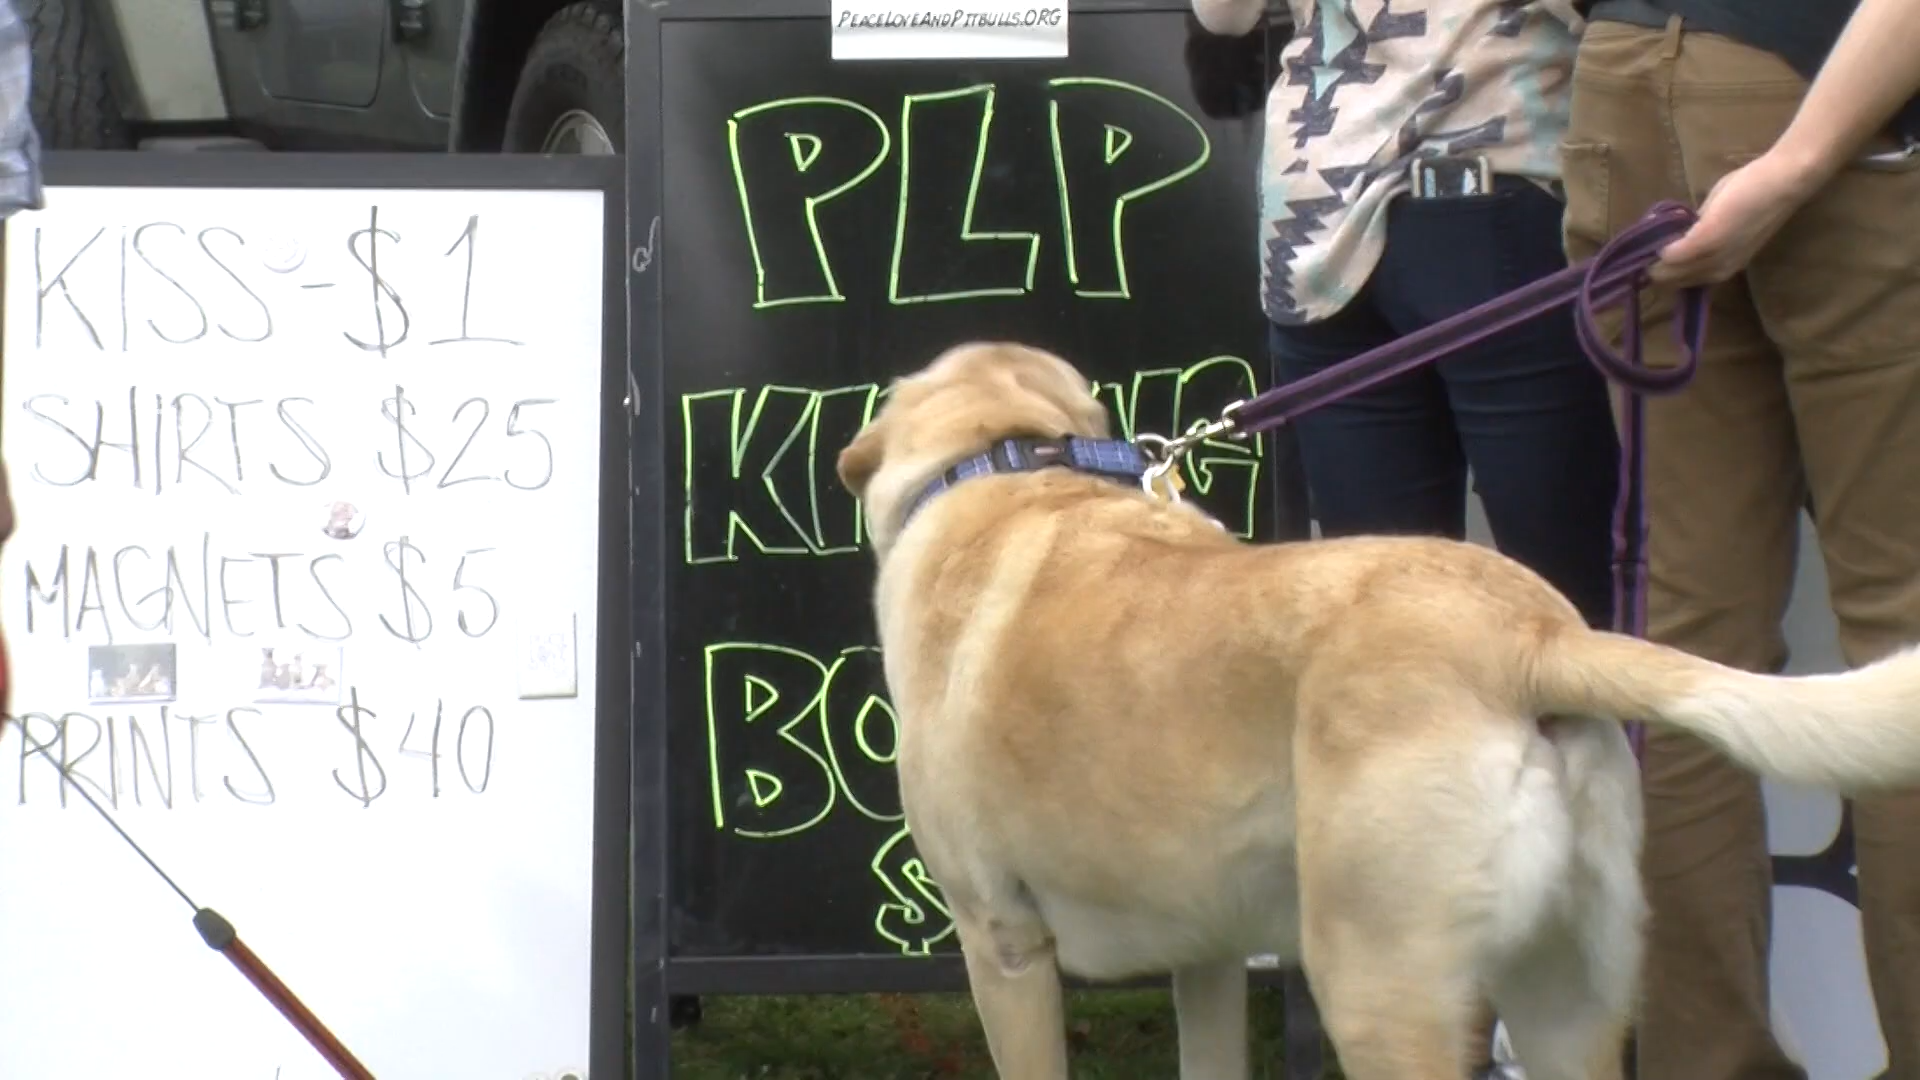 PEACELOVEANDPITBULLS.ORG
PLP
$
KISS - $1
SHIRTS $25
MAGNETS $5
PRINTS $40